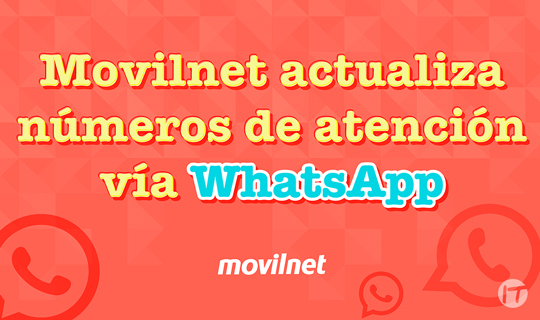 Movilnet actualiza
números de atención
vía WhatsApp
movilnet
IT